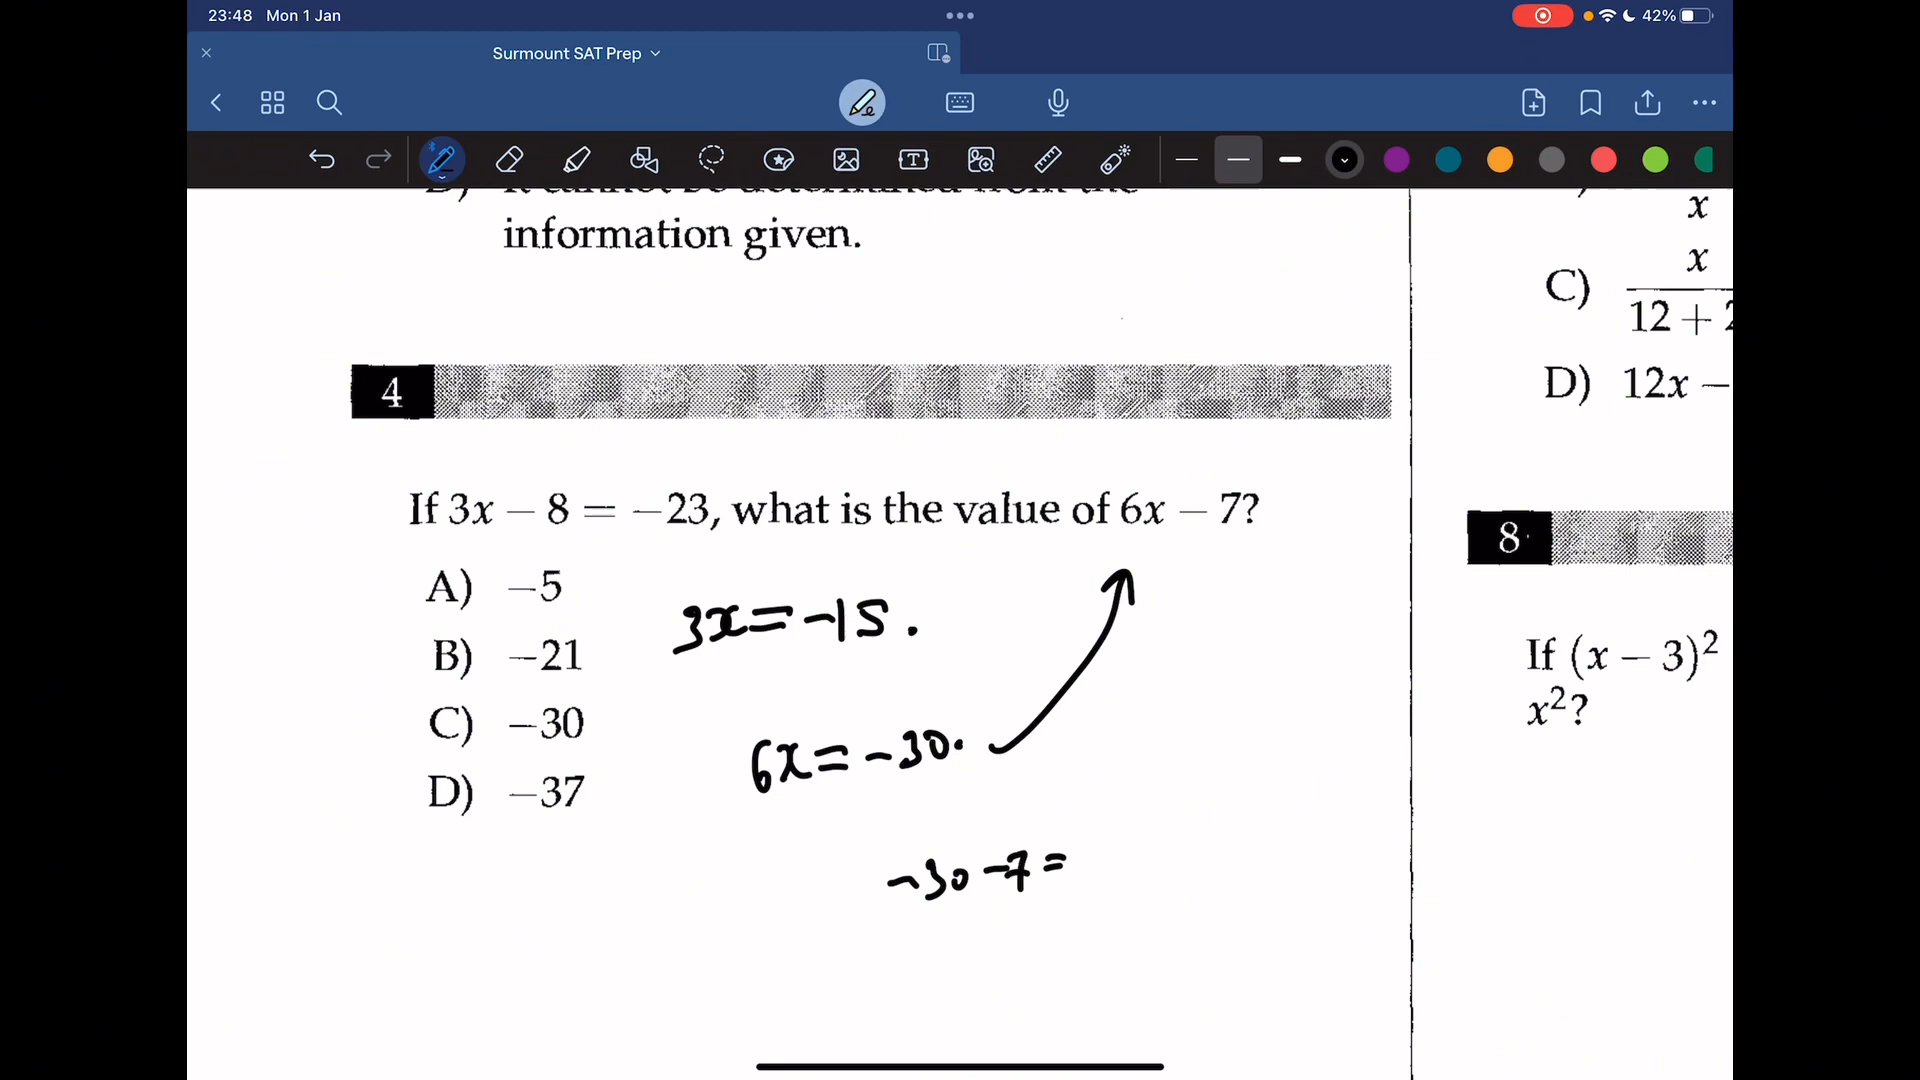 23:48 Mon 1 Jan
42%
Surmount SAT Prep
information given.
4
If 3x – 8 = –23, what is the value of 6x – 7?
A) –5
B) –21
C) –30
D) –37
3x = -15.
6x = -30.
-30 -7 =
x
C) x
12 +
D) 12x –
8
If (x – 3)²
x²?